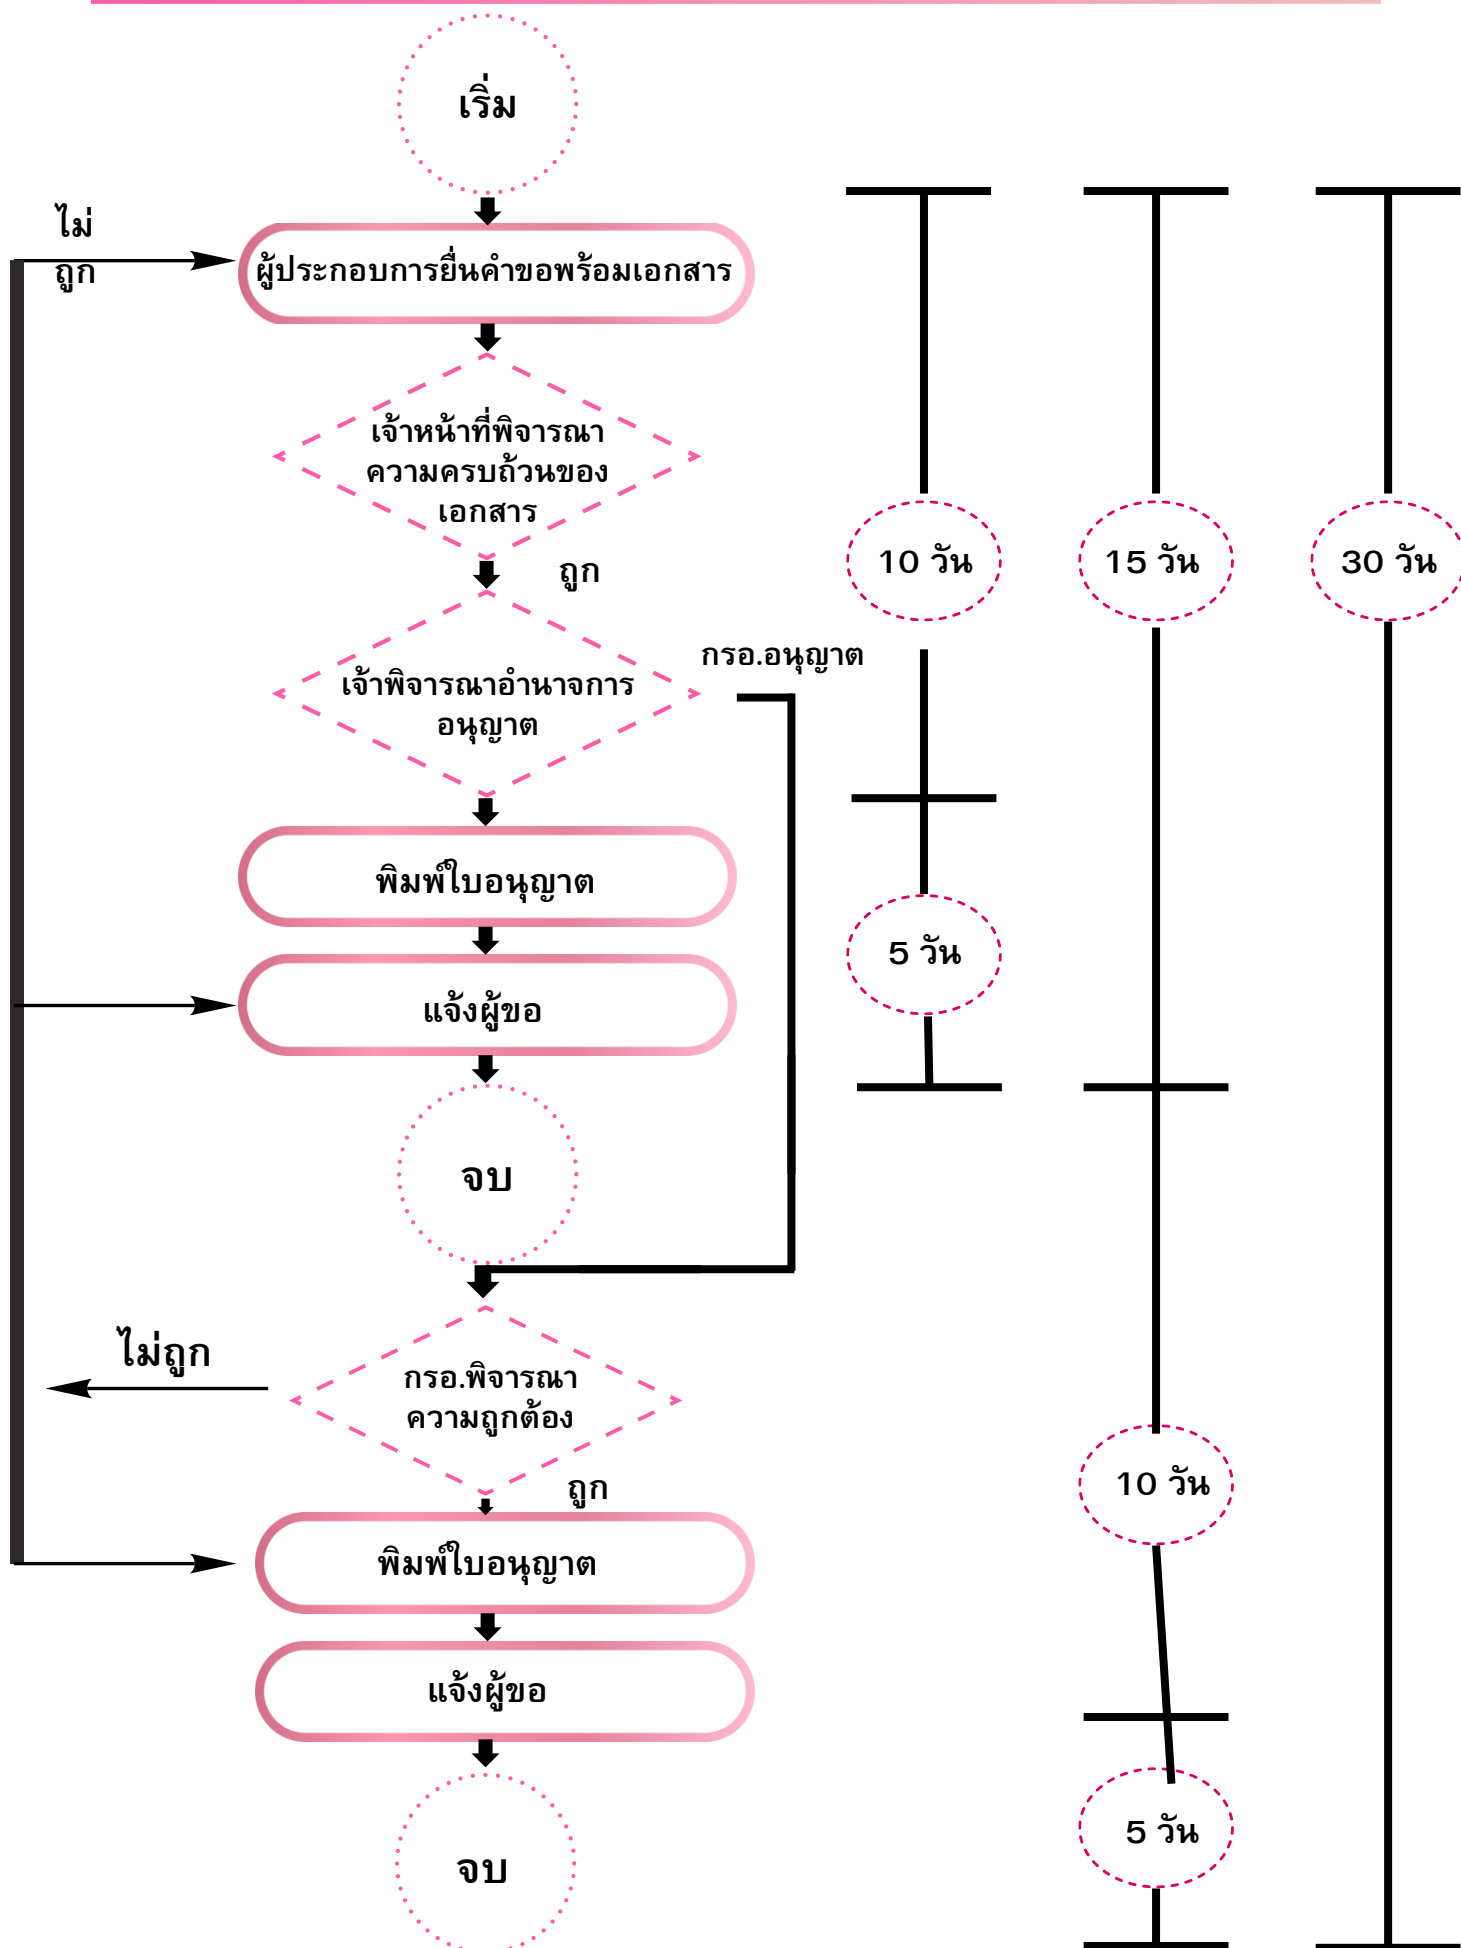 เริ่ม
ไม่
ถูก
ผู้ประกอบการยื่นคำขอพร้อมเอกสาร
เจ้าหน้าที่พิจารณา
ความครบถ้วนของ
เอกสาร
ถูก
10 วัน
15 วัน
30 วัน
กรอ.อนุญาต
เจ้าพิจารณาอำนาจการ
อนุญาต
พิมพ์ใบอนุญาต
5 วัน
แจ้งผู้ขอ
จบ
ไม่ถูก
กรอ.พิจารณา
ความถูกต้อง
ถูก
10 วัน
พิมพ์ใบอนุญาต
แจ้งผู้ขอ
5 วัน
จบ